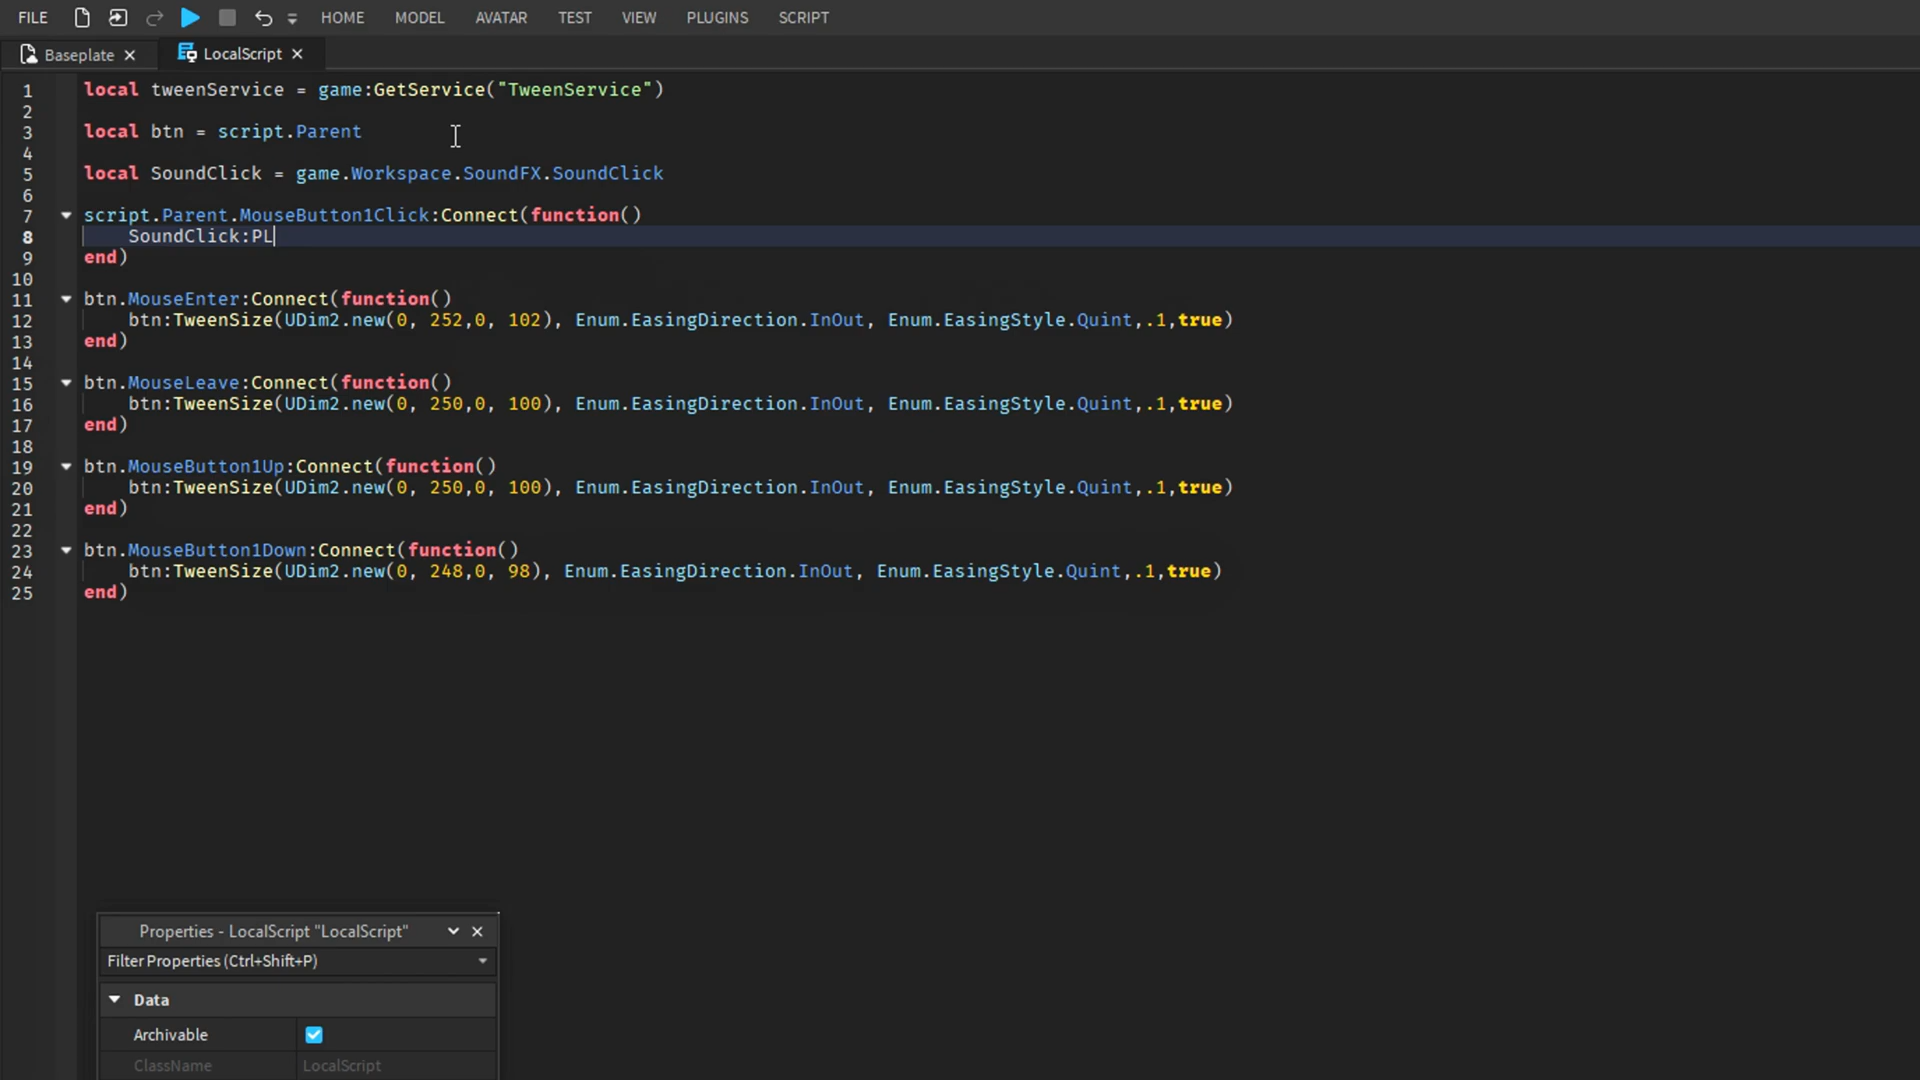 FILE HOME MODEL AVATAR TEST VIEW PLUGINS SCRIPT
Baseplate LocalScript
1 local tweenService = game:GetService("TweenService")
2
3 local btn = script.Parent
4
5 local SoundClick = game.Workspace.SoundFX.SoundClick
6
7 script.Parent.MouseButton1Click:Connect(function()
8 SoundClick:PL
9 end)
10
11 btn.MouseEnter:Connect(function()
12 btn:TweenSize(UDim2.new(0, 252,0, 102), Enum.EasingDirection.InOut, Enum.EasingStyle.Quint,.1,true)
13 end)
14
15 btn.MouseLeave:Connect(function()
16 btn:TweenSize(UDim2.new(0, 250,0, 100), Enum.EasingDirection.InOut, Enum.EasingStyle.Quint,.1,true)
17 end)
18
19 btn.MouseButton1Up:Connect(function()
20 btn:TweenSize(UDim2.new(0, 250,0, 100), Enum.EasingDirection.InOut, Enum.EasingStyle.Quint,.1,true)
21 end)
22
23 btn.MouseButton1Down:Connect(function()
24 btn:TweenSize(UDim2.new(0, 248,0, 98), Enum.EasingDirection.InOut, Enum.EasingStyle.Quint,.1,true)
25 end)
Properties - LocalScript "LocalScript"
Filter Properties (Ctrl+Shift+P)
Data
Archivable
ClassName LocalScript